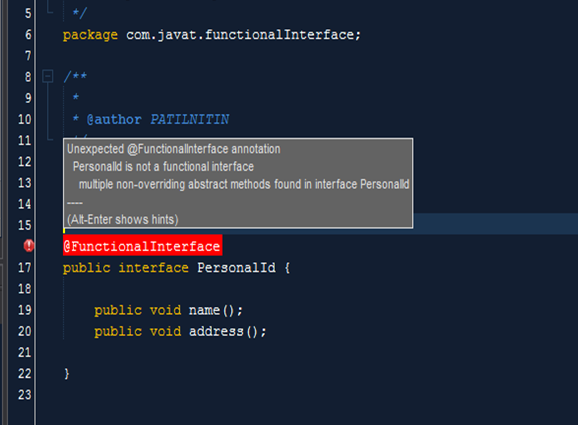 5 */
6 package com.javat.functionalInterface;
7
8 /**
9 *
10 * @author PATILNITIN
11
Unexpected @FunctionalInterface annotation
12 PersonalId is not a functional interface
13 multiple non-overriding abstract methods found in interface PersonalId
14 ----
(Alt-Enter shows hints)
15
@FunctionalInterface
17 public interface PersonalId {
18
19 public void name();
20 public void address();
21
22 }
23